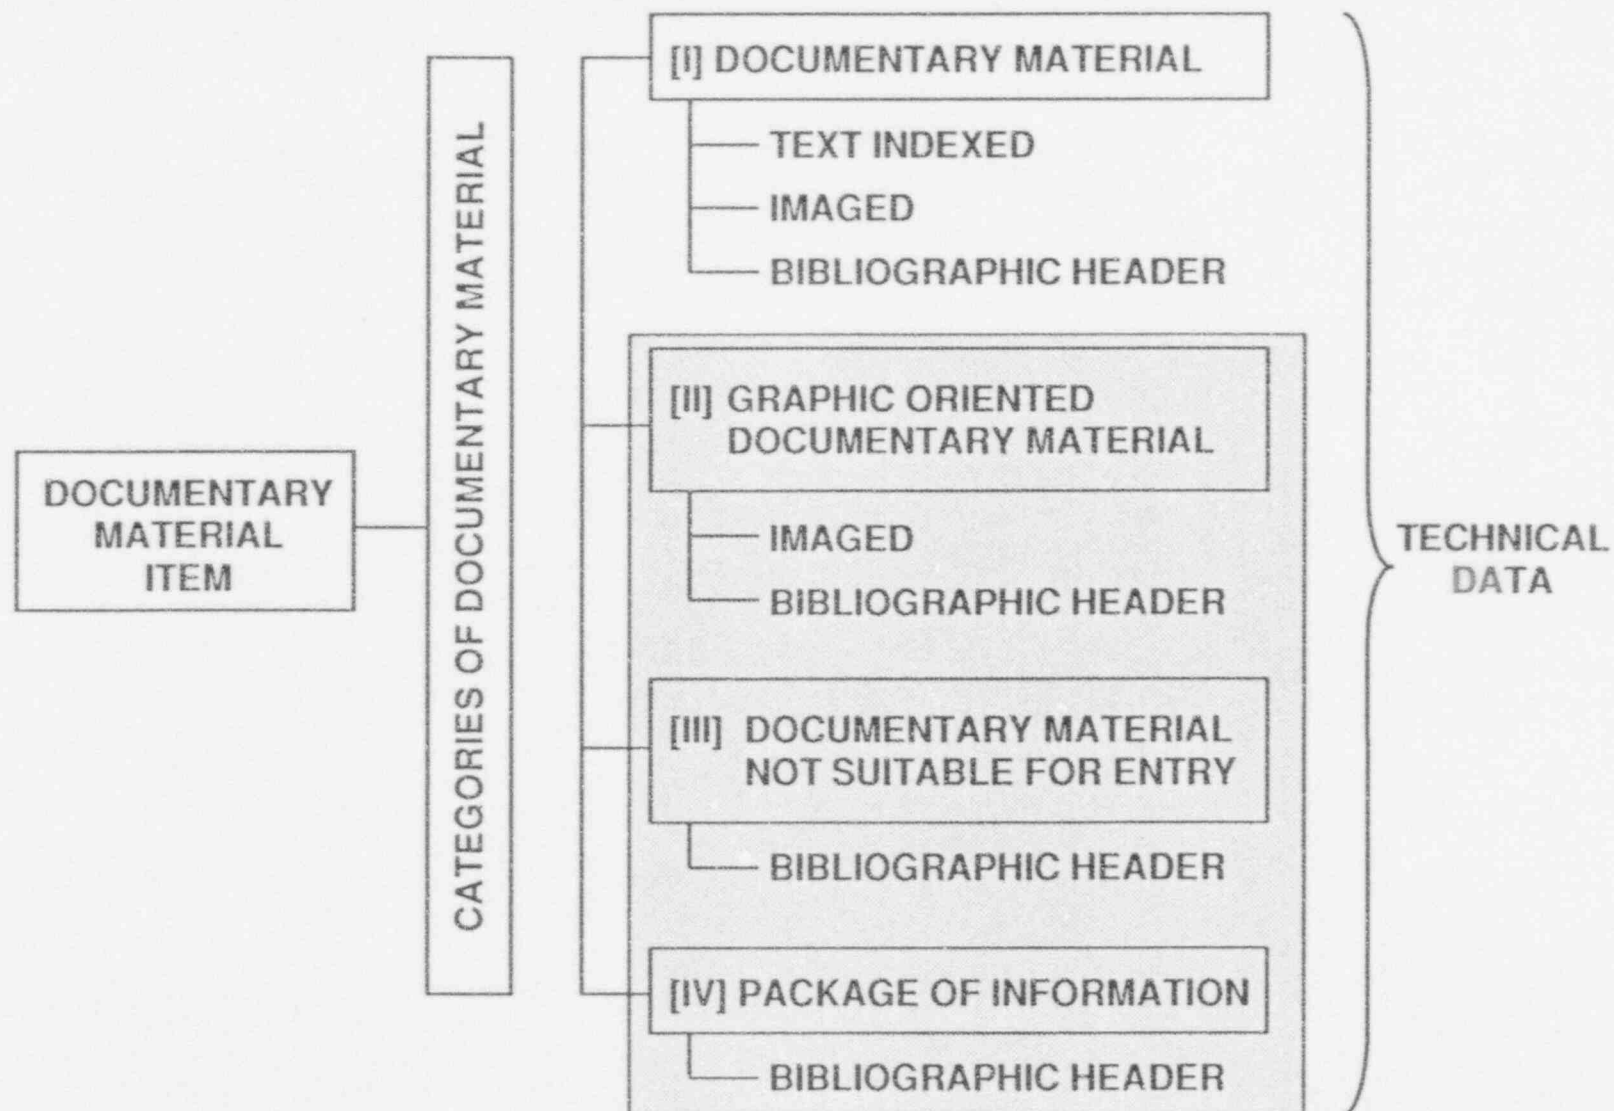 DOCUMENTARY
MATERIAL
ITEM
CATEGORIES OF DOCUMENTARY MATERIAL
[I] DOCUMENTARY MATERIAL
TEXT INDEXED
IMAGED
BIBLIOGRAPHIC HEADER
[II] GRAPHIC ORIENTED
DOCUMENTARY MATERIAL
IMAGED
BIBLIOGRAPHIC HEADER
[III] DOCUMENTARY MATERIAL
NOT SUITABLE FOR ENTRY
BIBLIOGRAPHIC HEADER
[IV] PACKAGE OF INFORMATION
BIBLIOGRAPHIC HEADER
TECHNICAL
DATA